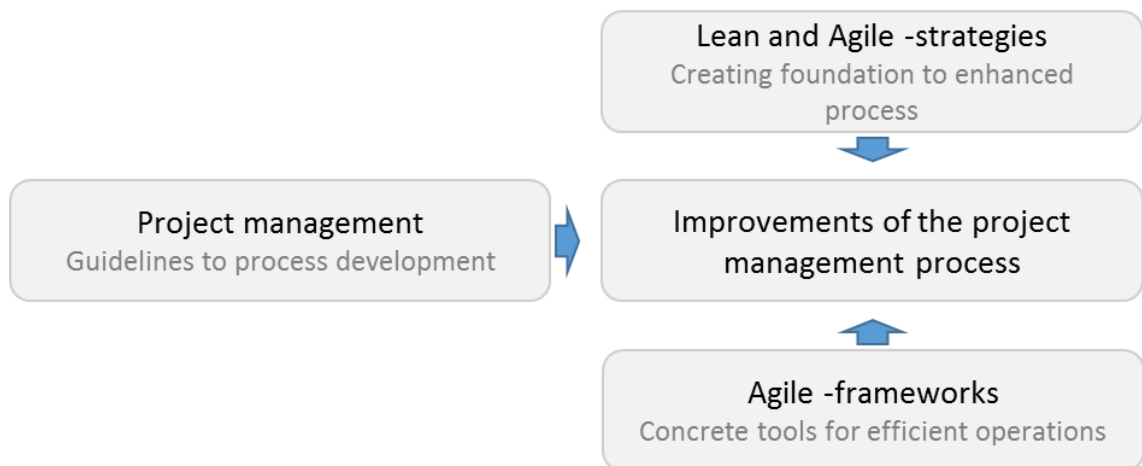 Lean and Agile -strategies
Creating foundation to enhanced
process
Project management
Guidelines to process development
Improvements of the project
management process
Agile -frameworks
Concrete tools for efficient operations